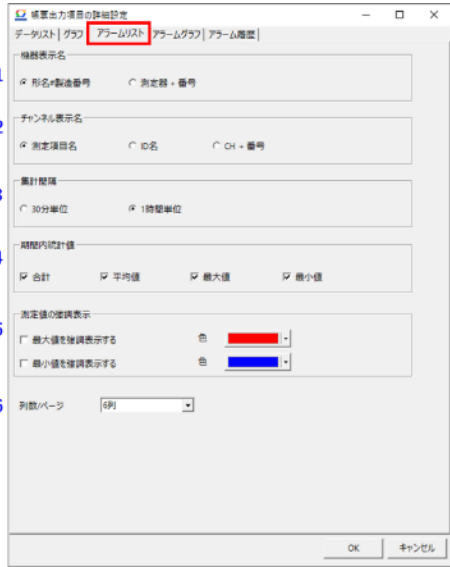 帳票出力項目の詳細設定
データリスト グラフ アラームリスト アラームグラフ アラーム履歴
機器表示名
1
形名#製造番号 測定器+番号
チャンネル表示名
2
測定項目名 ID名 CH+番号
集計間隔
3
30分単位 1時間単位
期間内統計値
4
合計 平均値 最大値 最小値
測定値の強調表示
5
最大値を強調表示する 色
最小値を強調表示する 色
6 列数/ページ 6列
OK キャンセル